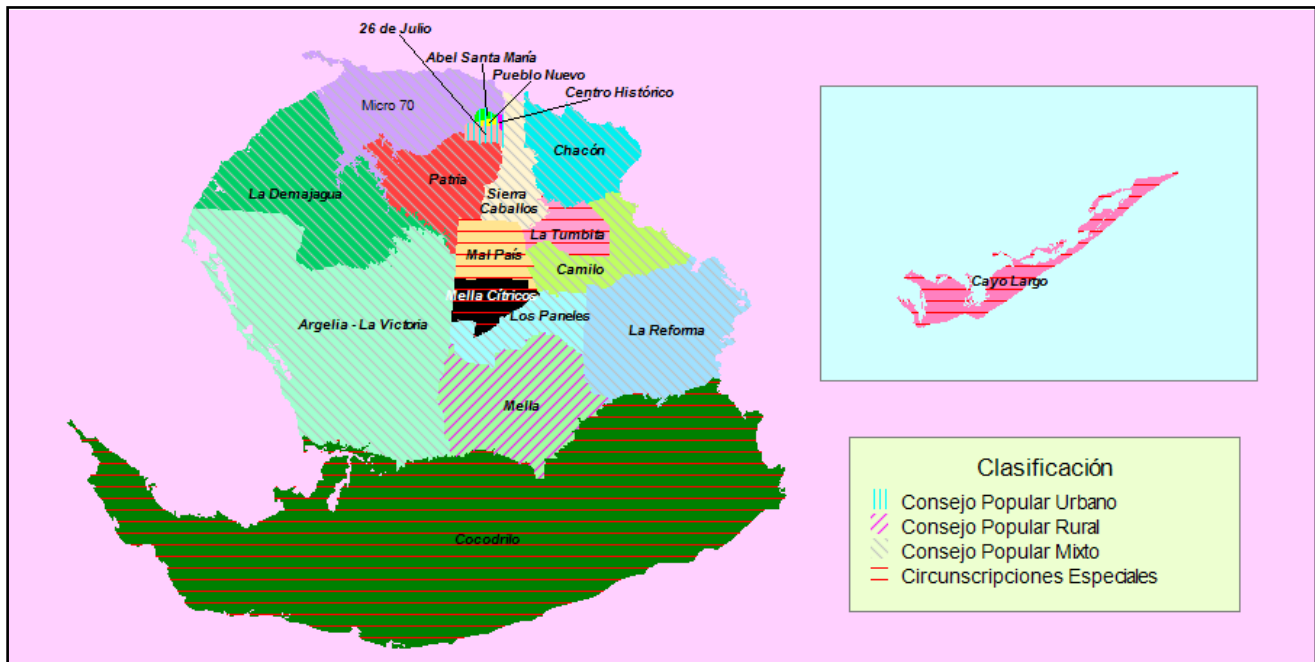 26 de Julio
Abel Santa María
Pueblo Nuevo
Centro Histórico
Micro 70
Chacón
Patria
La Demajagua
Sierra
Caballos
La Tumbita
Mal País
Camilo
Mella Cítricos
Los Paneles
Argelia - La Victoria
La Reforma
Mella
Cocodrilo
Cayo Largo
Clasificación
Consejo Popular Urbano
Consejo Popular Rural
Consejo Popular Mixto
Circunscripciones Especiales